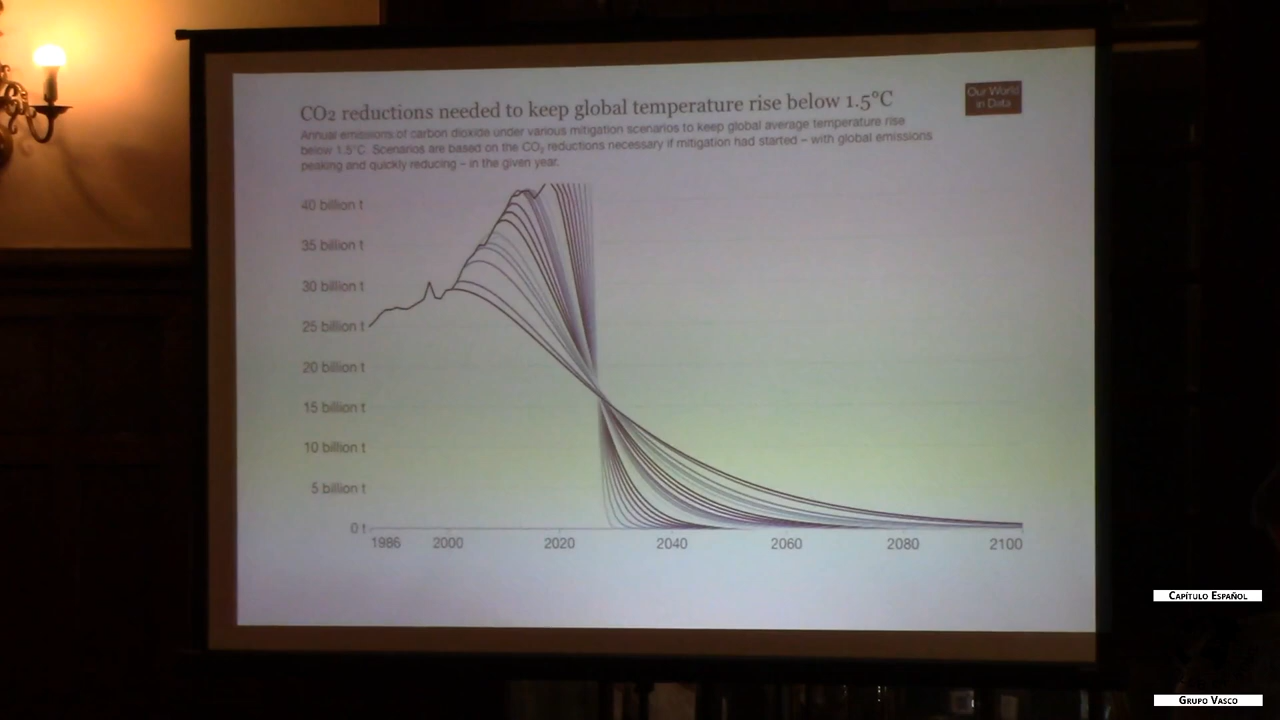 CO2 reductions needed to keep global temperature rise below 1.5°C
Our World
in Data
Annual emissions of carbon dioxide under various mitigation scenarios to keep global average temperature rise
below 1.5°C. Scenarios are based on the CO₂ reductions necessary if mitigation had started – with global emissions
peaking and quickly reducing – in the given year.
40 billion t
35 billion t
30 billion t
25 billion t
20 billion t
15 billion t
10 billion t
5 billion t
0 t
1986 2000 2020 2040 2060 2080 2100
Capítulo Español
Grupo Vasco